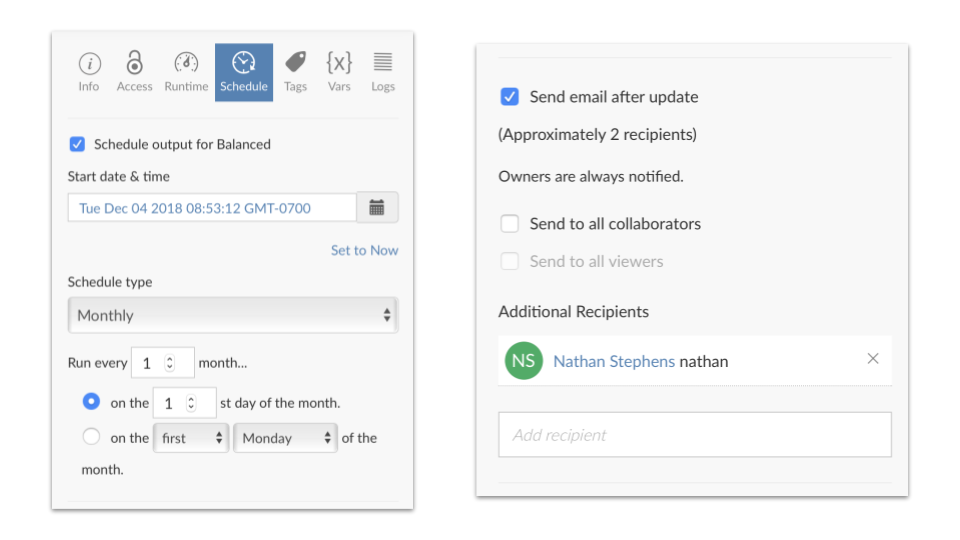 Info Access Runtime Schedule Tags Vars Logs
Schedule output for Balanced
Start date & time
Tue Dec 04 2018 08:53:12 GMT-0700
Set to Now
Schedule type
Monthly
Run every 1 month...
on the 1 st day of the month.
on the first Monday of the
month.
Send email after update
(Approximately 2 recipients)
Owners are always notified.
Send to all collaborators
Send to all viewers
Additional Recipients
NS Nathan Stephens nathan
Add recipient